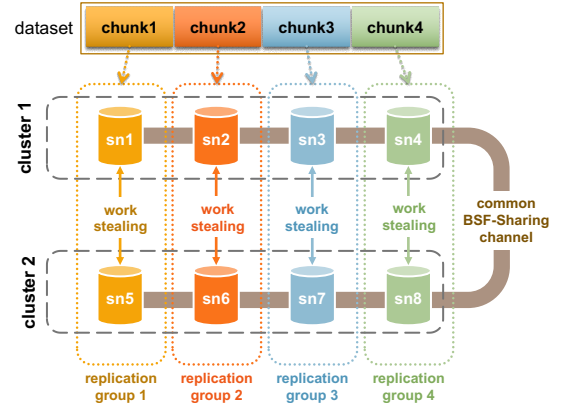 dataset
chunk1 chunk2 chunk3 chunk4
cluster 1
sn1 sn2 sn3 sn4
work work work work
stealing stealing stealing stealing
common
BSF-Sharing
channel
cluster 2
sn5 sn6 sn7 sn8
replication replication replication replication
group 1 group 2 group 3 group 4